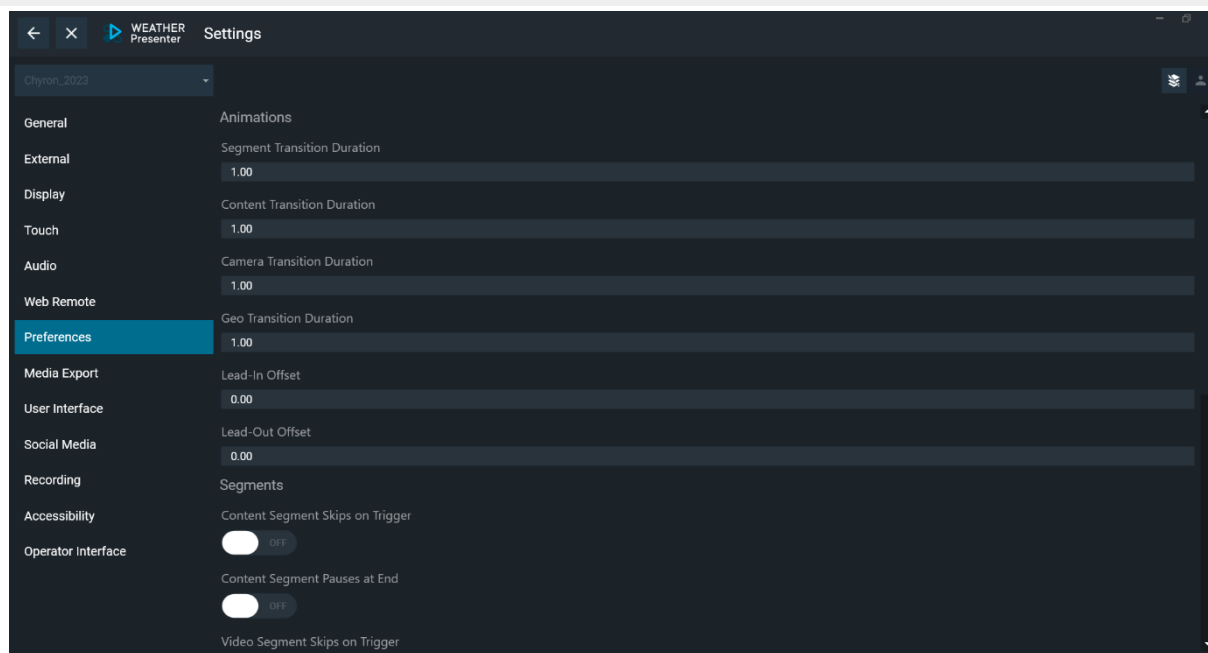 WEATHER
Presenter
Settings
Chyron_2023
General
External
Display
Touch
Audio
Web Remote
Preferences
Media Export
User Interface
Social Media
Recording
Accessibility
Operator Interface
Animations
Segment Transition Duration
1.00
Content Transition Duration
1.00
Camera Transition Duration
1.00
Geo Transition Duration
1.00
Lead-In Offset
0.00
Lead-Out Offset
0.00
Segments
Content Segment Skips on Trigger
OFF
Content Segment Pauses at End
OFF
Video Segment Skips on Trigger